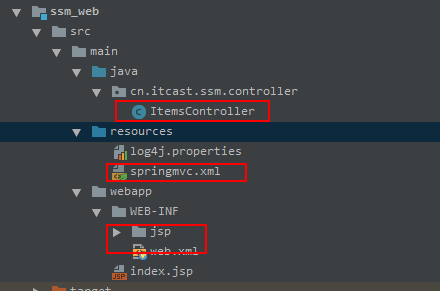 ssm_web
src
main
java
cn.itcast.ssm.controller
ItemsController
resources
log4j.properties
springmvc.xml
webapp
WEB-INF
jsp
web.xml
index.jsp
target